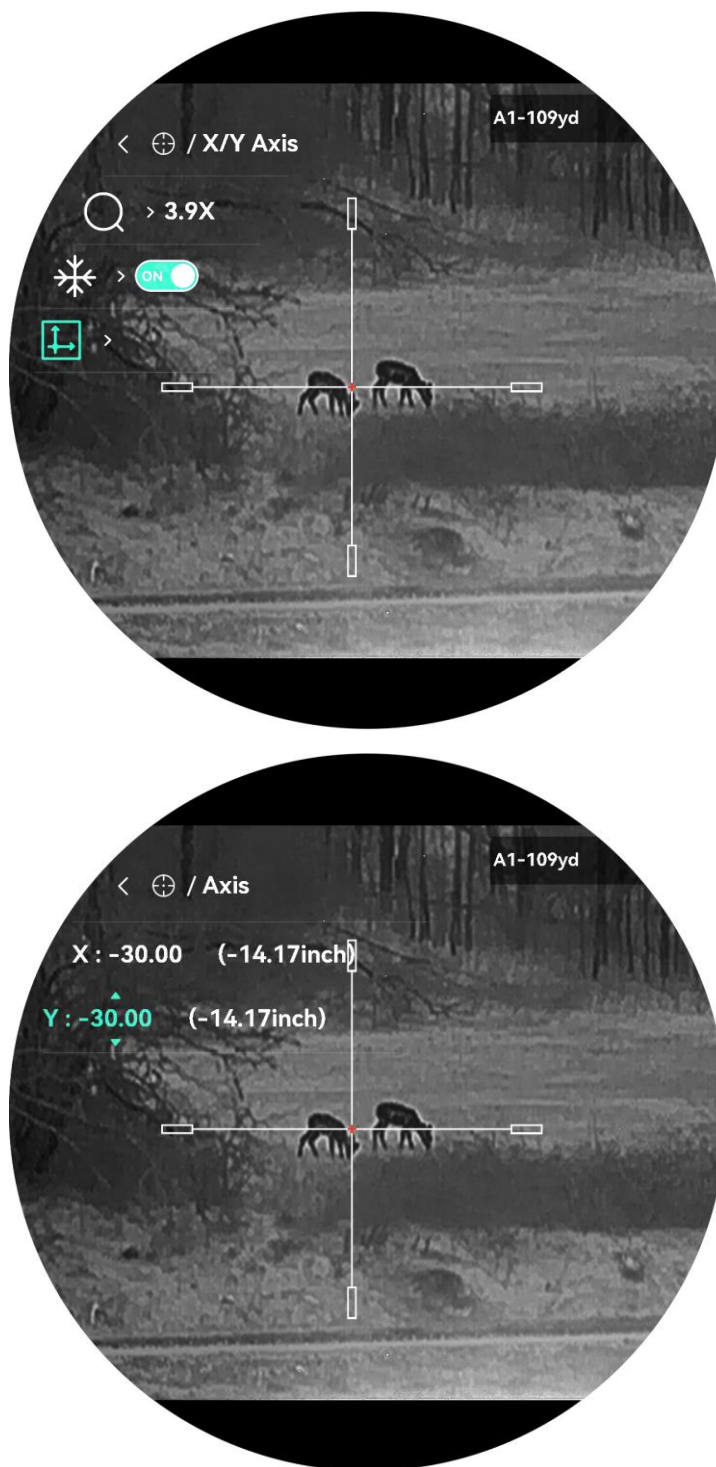 A1-109yd
< / X/Y Axis
> 3.9X
> ON
>
A1-109yd
< / Axis
X : -30.00 (-14.17inch)
Y : -30.00 (-14.17inch)